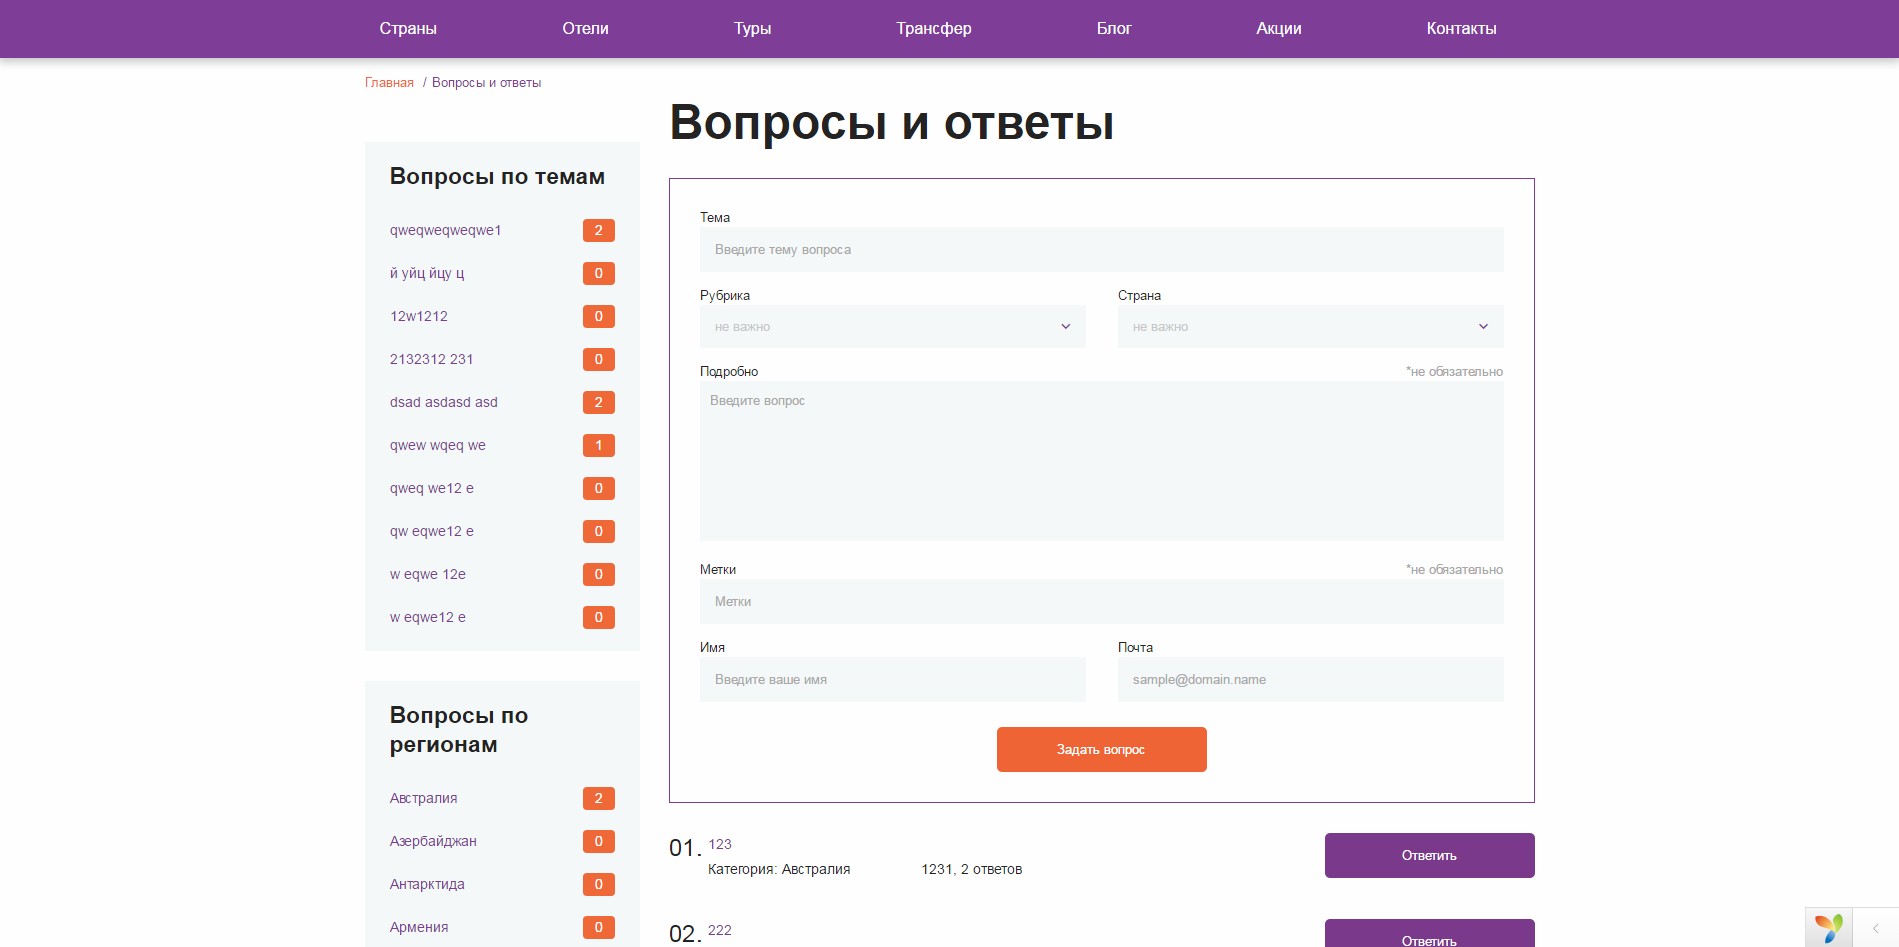 Страны Отели Туры Трансфер Блог Акции Контакты
Главная / Вопросы и ответы
Вопросы по темам
qweqweqweqwe1 2
й уйц йцу ц 0
12w1212 0
2132312 231 0
dsad asdasd asd 2
qwew wqeq we 1
qweq we12 e 0
qw eqwe12 e 0
w eqwe 12e 0
w eqwe12 e 0
Вопросы по
регионам
Австралия 2
Азербайджан 0
Антарктида 0
Армения 0
Вопросы и ответы
Тема
Введите тему вопроса
Рубрика Страна
не важно не важно
Подробно *не обязательно
Введите вопрос
Метки *не обязательно
Метки
Имя Почта
Введите ваше имя sample@domain.name
Задать вопрос
01. 123 Ответить
Категория: Австралия 1231, 2 ответов
02. 222 Ответить